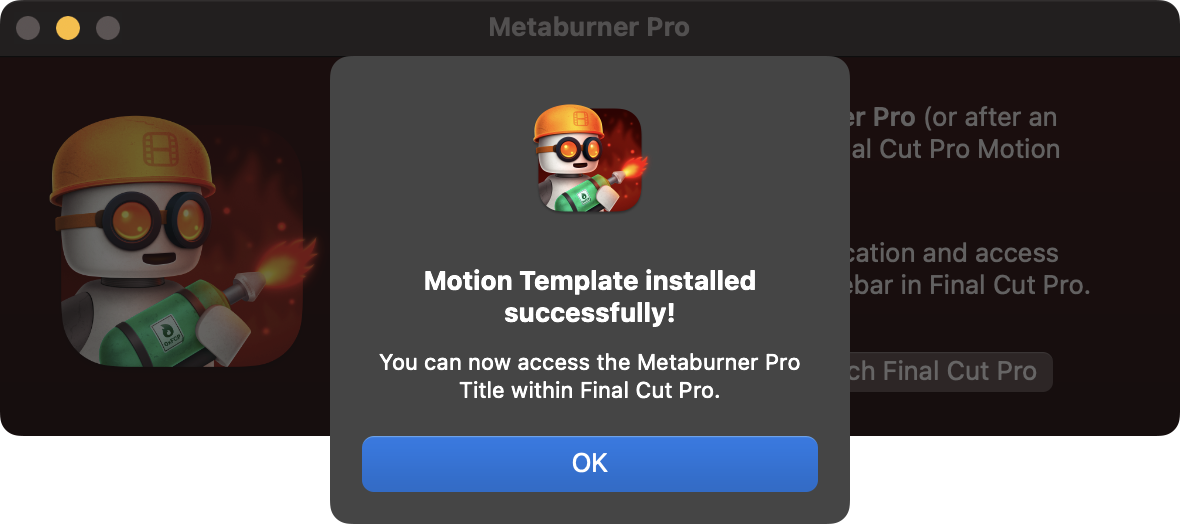 Metaburner Pro
er Pro (or after an
al Cut Pro Motion
cation and access
ebar in Final Cut Pro.
ch Final Cut Pro
Motion Template installed
successfully!
You can now access the Metaburner Pro
Title within Final Cut Pro.
OK